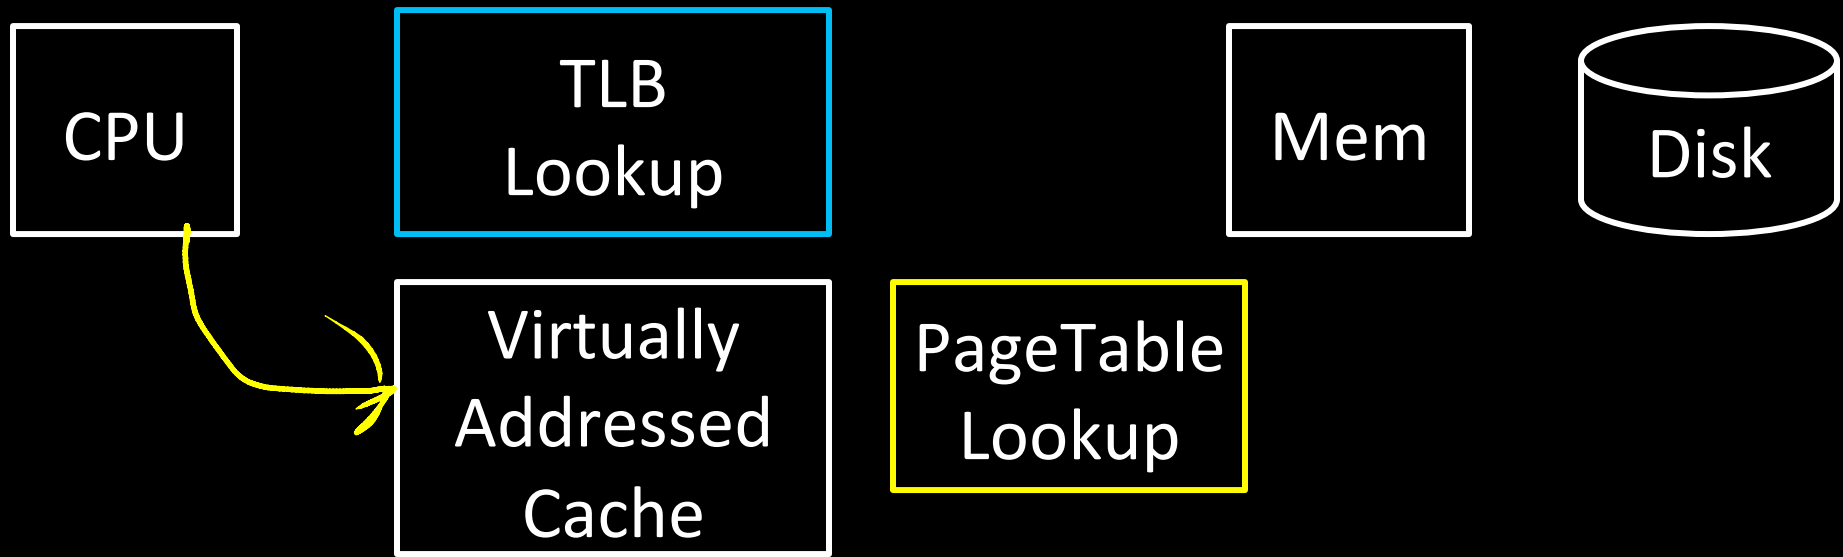 CPU
TLB
Lookup
Mem
Disk
Virtually
Addressed
Cache
PageTable
Lookup